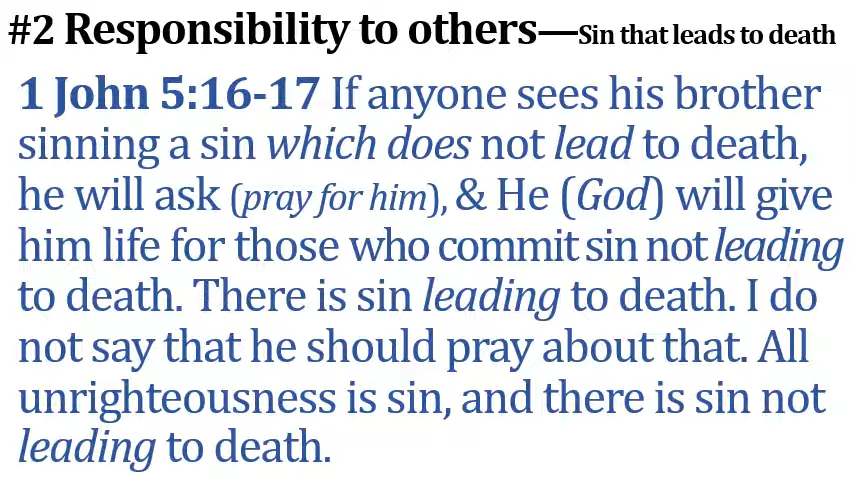 #2 Responsibility to others—Sin that leads to death
1 John 5:16-17 If anyone sees his brother
sinning a sin which does not lead to death,
he will ask (pray for him), & He (God) will give
him life for those who commit sin not leading
to death. There is sin leading to death. I do
not say that he should pray about that. All
unrighteousness is sin, and there is sin not
leading to death.